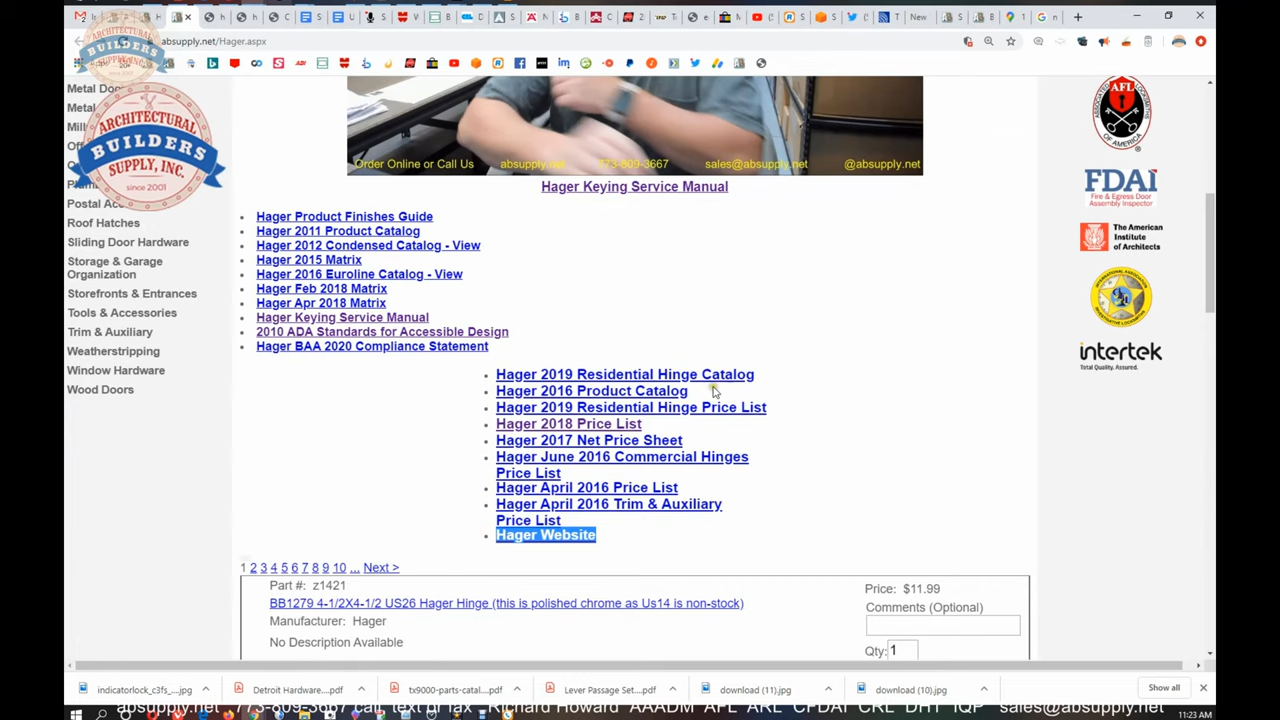 absupply.net/Hager.aspx
Metal Doo
Metal
Mill
Postal Acc
Roof Hatches
Sliding Door Hardware
Storage & Garage
Organization
Storefronts & Entrances
Tools & Accessories
Trim & Auxiliary
Weatherstripping
Window Hardware
Wood Doors
ARCHITECTURAL
BUILDERS
SUPPLY, INC.
since 2001
Order Online or Call Us absupply.net 773-809-3667 sales@absupply.net @absupply.net
Hager Keying Service Manual
Hager Product Finishes Guide
Hager 2011 Product Catalog
Hager 2012 Condensed Catalog - View
Hager 2015 Matrix
Hager 2016 Euroline Catalog - View
Hager Feb 2018 Matrix
Hager Apr 2018 Matrix
Hager Keying Service Manual
2010 ADA Standards for Accessible Design
Hager BAA 2020 Compliance Statement
Hager 2019 Residential Hinge Catalog
Hager 2016 Product Catalog
Hager 2019 Residential Hinge Price List
Hager 2018 Price List
Hager 2017 Net Price Sheet
Hager June 2016 Commercial Hinges
Price List
Hager April 2016 Price List
Hager April 2016 Trim & Auxiliary
Price List
Hager Website
1 2 3 4 5 6 7 8 9 10 ... Next >
Part #: z1421
BB1279 4-1/2X4-1/2 US26 Hager Hinge (this is polished chrome as Us14 is non-stock)
Manufacturer: Hager
No Description Available
Price: $11.99
Comments (Optional)
Qty: 1
AFL
FDAI
Fire & Egress Door
Assembly Inspector
The American
Institute of
Architects
intertek
Total Quality. Assured.
indicatorlock_c3fs_....jpg
Detroit Hardware....pdf
tx9000-parts-catal....pdf
Lever Passage Set....pdf
download (11).jpg
download (10).jpg
Show all
absupply.net 773-809-3667 call, text or fax Richard Howard AAADM AFL ARL CFDAI CRL DHT IQP sales@absupply.net
11:23 AM